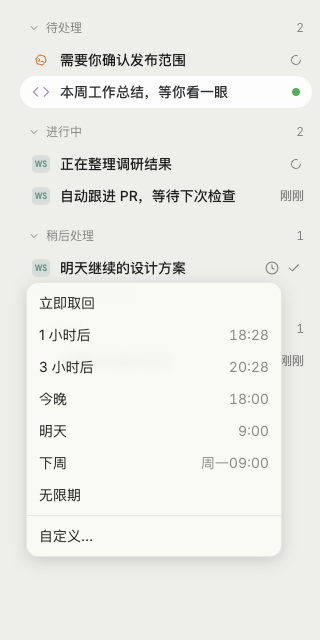 待处理 2
需要你确认发布范围
本周工作总结，等你看一眼
进行中 2
WS 正在整理调研结果
WS 自动跟进 PR，等待下次检查 刚刚
稍后处理 1
WS 明天继续的设计方案
立即取回
1
1 小时后 18:28
3 小时后 20:28
刚刚
今晚 18:00
明天 9:00
下周 周一09:00
无限期
自定义...